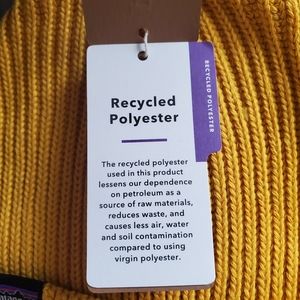 Recycled
Polyester
The recycled polyester
used in this product
lessens our dependence
on petroleum as a
source of raw materials,
reduces waste, and
causes less air, water
and soil contamination
compared to using
virgin polyester.
RECYCLED POLYESTER